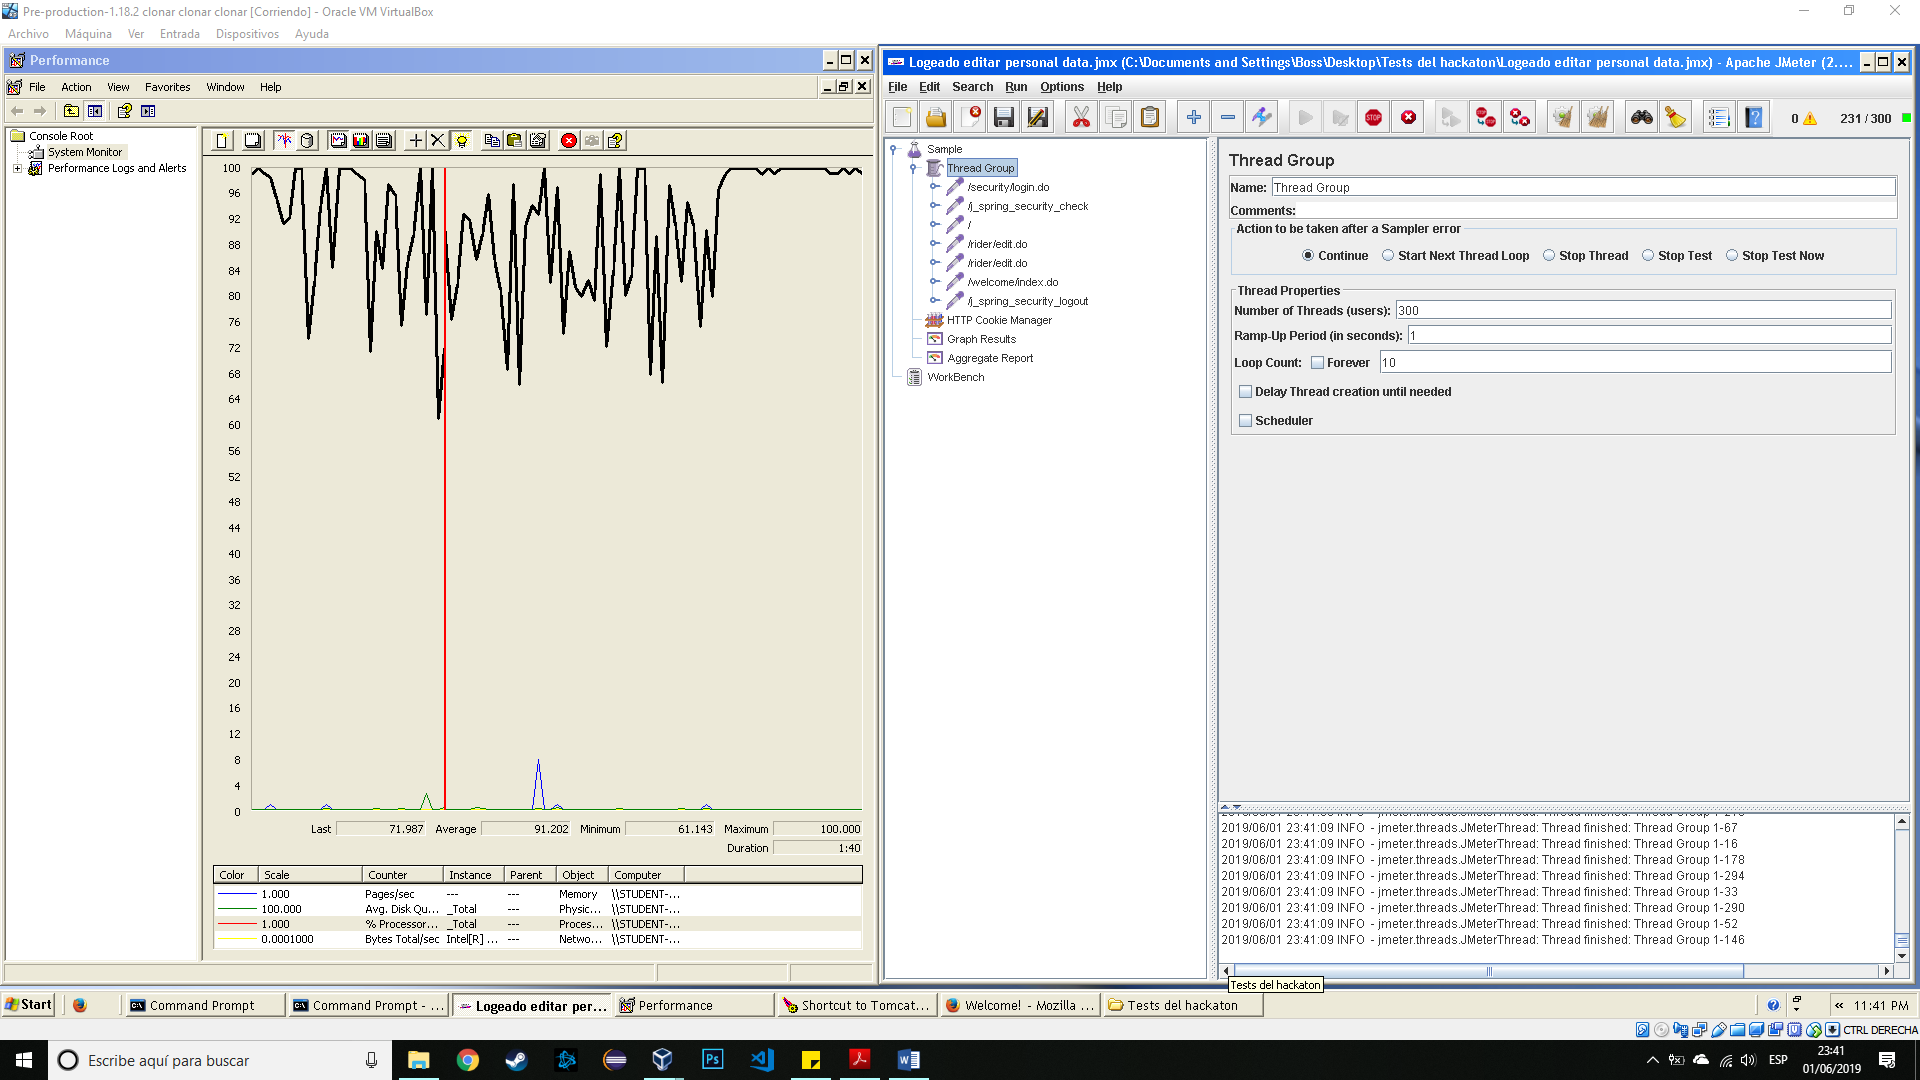 Pre-production-1.18.2 clonar clonar clonar [Corriendo] - Oracle VM VirtualBox
Archivo Máquina Ver Entrada Dispositivos Ayuda
Performance
File Action View Favorites Window Help
Console Root
System Monitor
Performance Logs and Alerts
100
96
92
88
84
80
76
72
68
64
60
56
52
48
44
40
36
32
28
24
20
16
12
8
4
0
Last 71.987 Average 91.202 Minimum 61.143 Maximum 100.000
Duration 1:40
Color Scale Counter Instance Parent Object Computer
1.000 Pages/sec --- --- Memory \\STUDENT-...
100.000 Avg. Disk Qu... _Total --- Physic... \\STUDENT-...
1.000 % Processor... _Total --- Proces... \\STUDENT-...
0.0001000 Bytes Total/sec Intel[R] ... --- Netwo... \\STUDENT-...
Logeado editar personal data.jmx (C:\Documents and Settings\Boss\Desktop\Tests del hackaton\Logeado editar personal data.jmx) - Apache JMeter (2....
File Edit Search Run Options Help
STOP
0 231 / 300
Sample
Thread Group
/security/login.do
/j_spring_security_check
/
/rider/edit.do
/rider/edit.do
/welcome/index.do
/j_spring_security_logout
HTTP Cookie Manager
Graph Results
Aggregate Report
WorkBench
Thread Group
Name: Thread Group
Comments:
Action to be taken after a Sampler error
Continue Start Next Thread Loop Stop Thread Stop Test Stop Test Now
Thread Properties
Number of Threads (users): 300
Ramp-Up Period (in seconds): 1
Loop Count: Forever 10
Delay Thread creation until needed
Scheduler
2019/06/01 23:41:09 INFO - jmeter.threads.JMeterThread: Thread finished: Thread Group 1-67
2019/06/01 23:41:09 INFO - jmeter.threads.JMeterThread: Thread finished: Thread Group 1-16
2019/06/01 23:41:09 INFO - jmeter.threads.JMeterThread: Thread finished: Thread Group 1-178
2019/06/01 23:41:09 INFO - jmeter.threads.JMeterThread: Thread finished: Thread Group 1-294
2019/06/01 23:41:09 INFO - jmeter.threads.JMeterThread: Thread finished: Thread Group 1-33
2019/06/01 23:41:09 INFO - jmeter.threads.JMeterThread: Thread finished: Thread Group 1-290
2019/06/01 23:41:09 INFO - jmeter.threads.JMeterThread: Thread finished: Thread Group 1-52
2019/06/01 23:41:09 INFO - jmeter.threads.JMeterThread: Thread finished: Thread Group 1-146
Tests del hackaton
Start Command Prompt Command Prompt - ... Logeado editar per... Performance Shortcut to Tomcat... Welcome! - Mozilla ... Tests del hackaton « 11:41 PM
CTRL DERECHA
Escribe aquí para buscar
Ps
ESP
23:41
01/06/2019